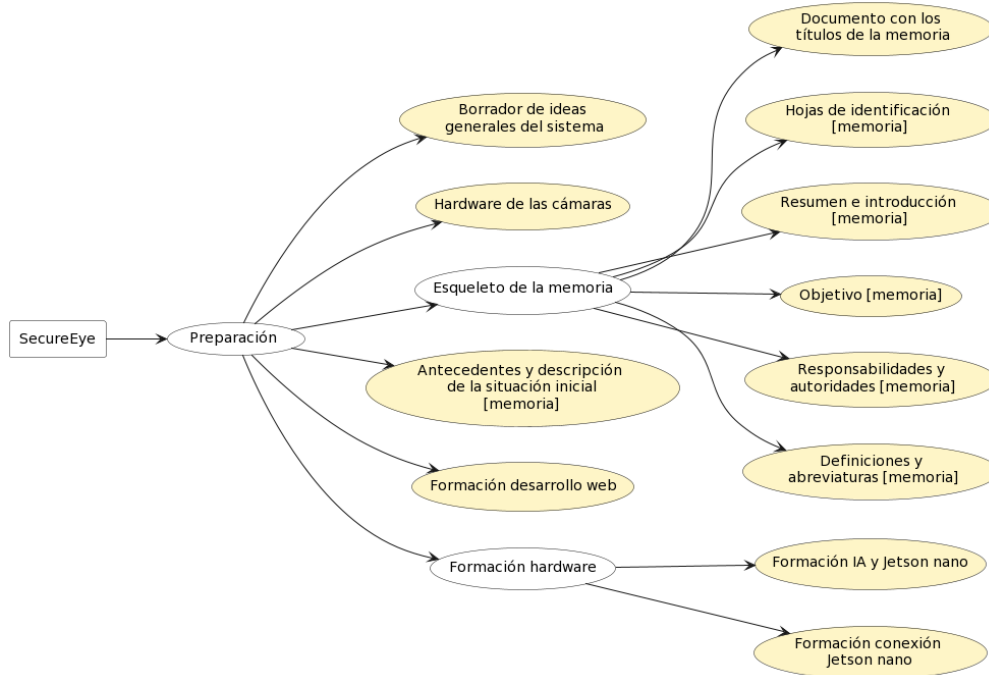 Documento con los
títulos de la memoria
Borrador de ideas
generales del sistema
Hojas de identificación
[memoria]
Hardware de las cámaras
Resumen e introducción
[memoria]
Esqueleto de la memoria
Objetivo [memoria]
SecureEye
Preparación
Antecedentes y descripción
de la situación inicial
[memoria]
Responsabilidades y
autoridades [memoria]
Formación desarrollo web
Definiciones y
abreviaturas [memoria]
Formación hardware
Formación IA y Jetson nano
Formación conexión
Jetson nano